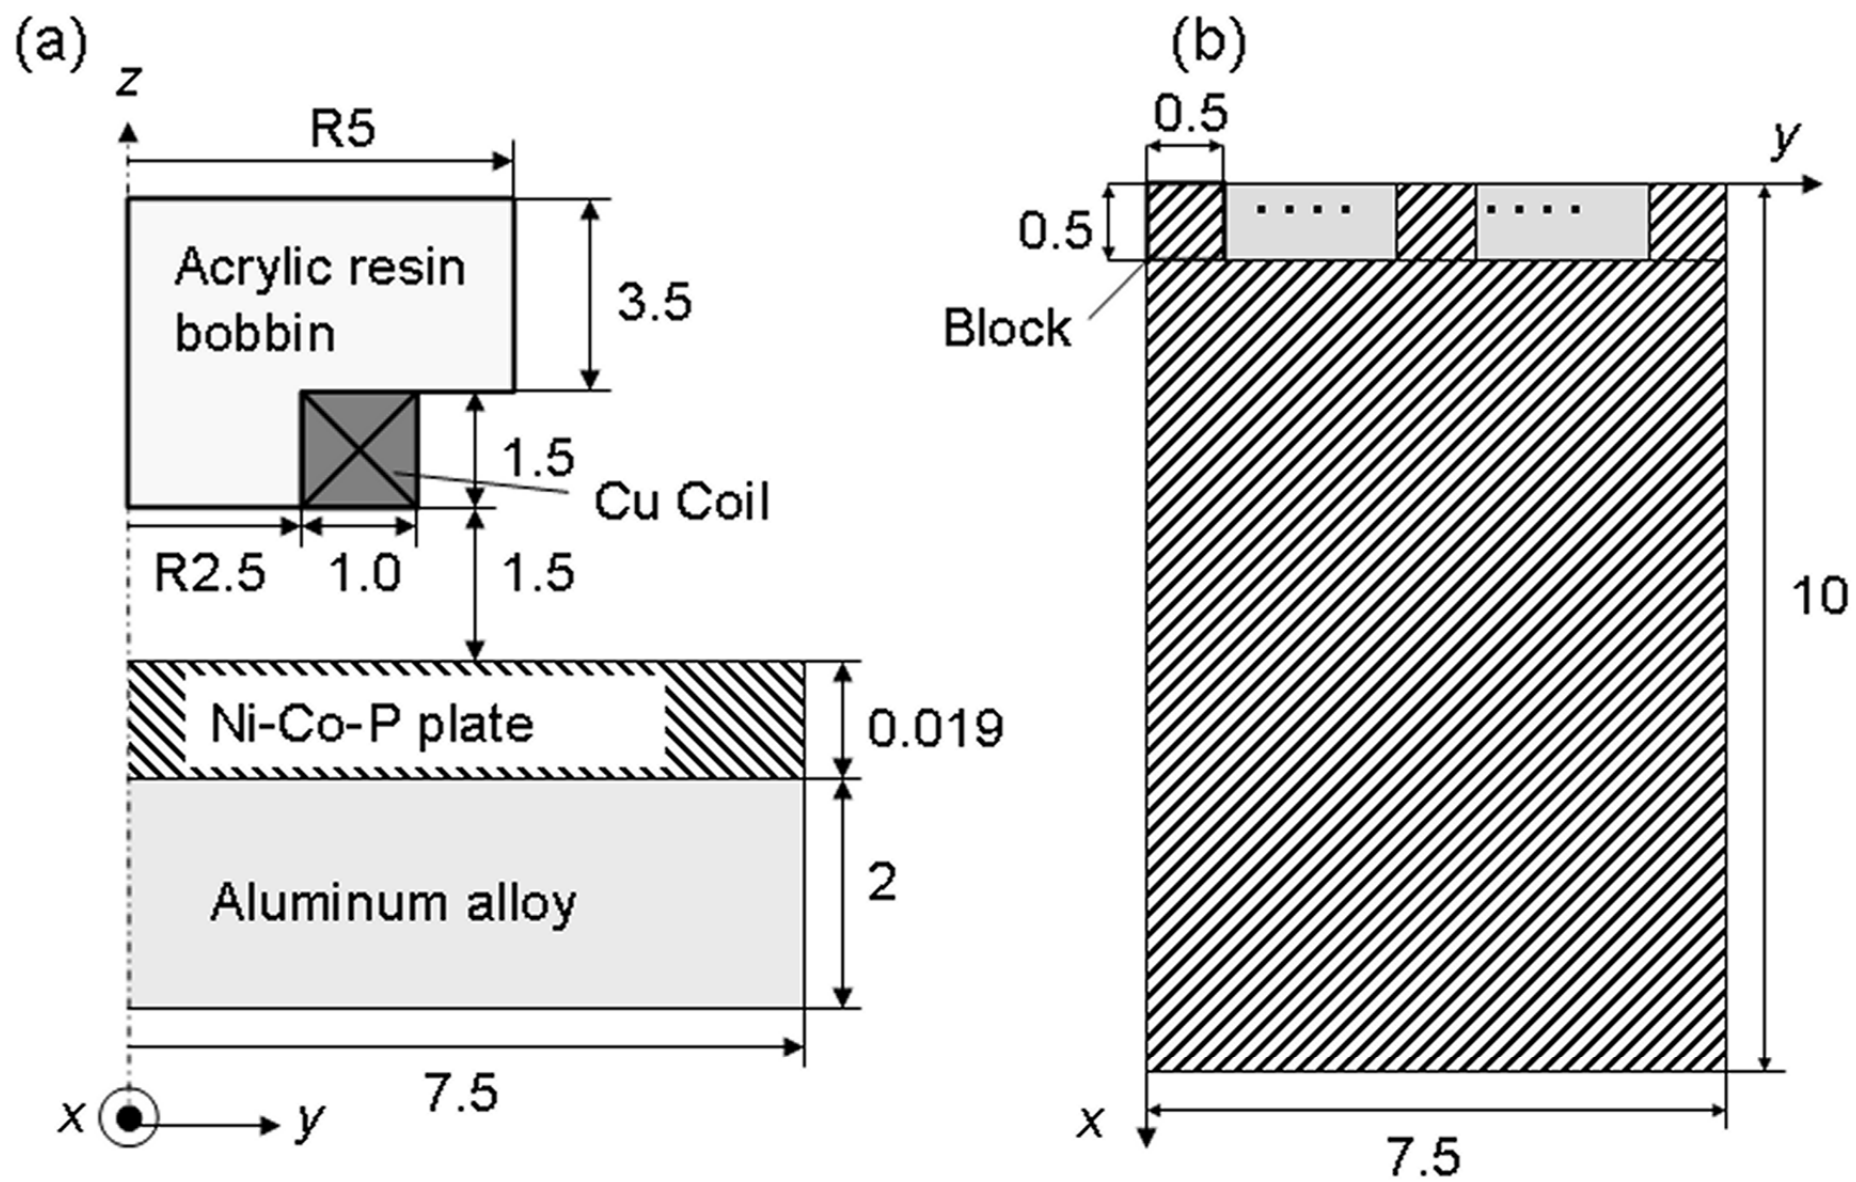 (a)
z
R5
Acrylic resin
bobbin
3.5
1.5
Cu Coil
R2.5
1.0
1.5
Ni-Co-P plate
0.019
Aluminum alloy
2
7.5
x
y
(b)
0.5
y
0.5
Block
10
x
7.5